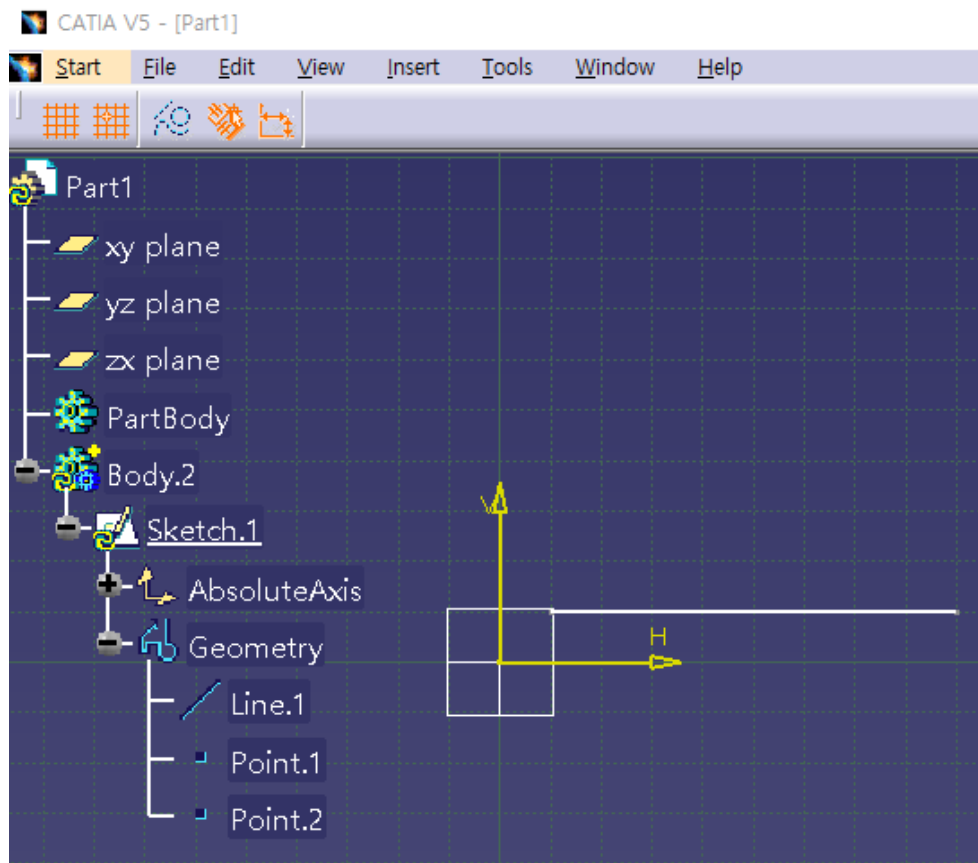 CATIA V5 - [Part1]
Start File Edit View Insert Tools Window Help
Part1
xy plane
yz plane
zx plane
PartBody
Body.2
V
Sketch.1
AbsoluteAxis
H
Geometry
Line.1
Point.1
Point.2